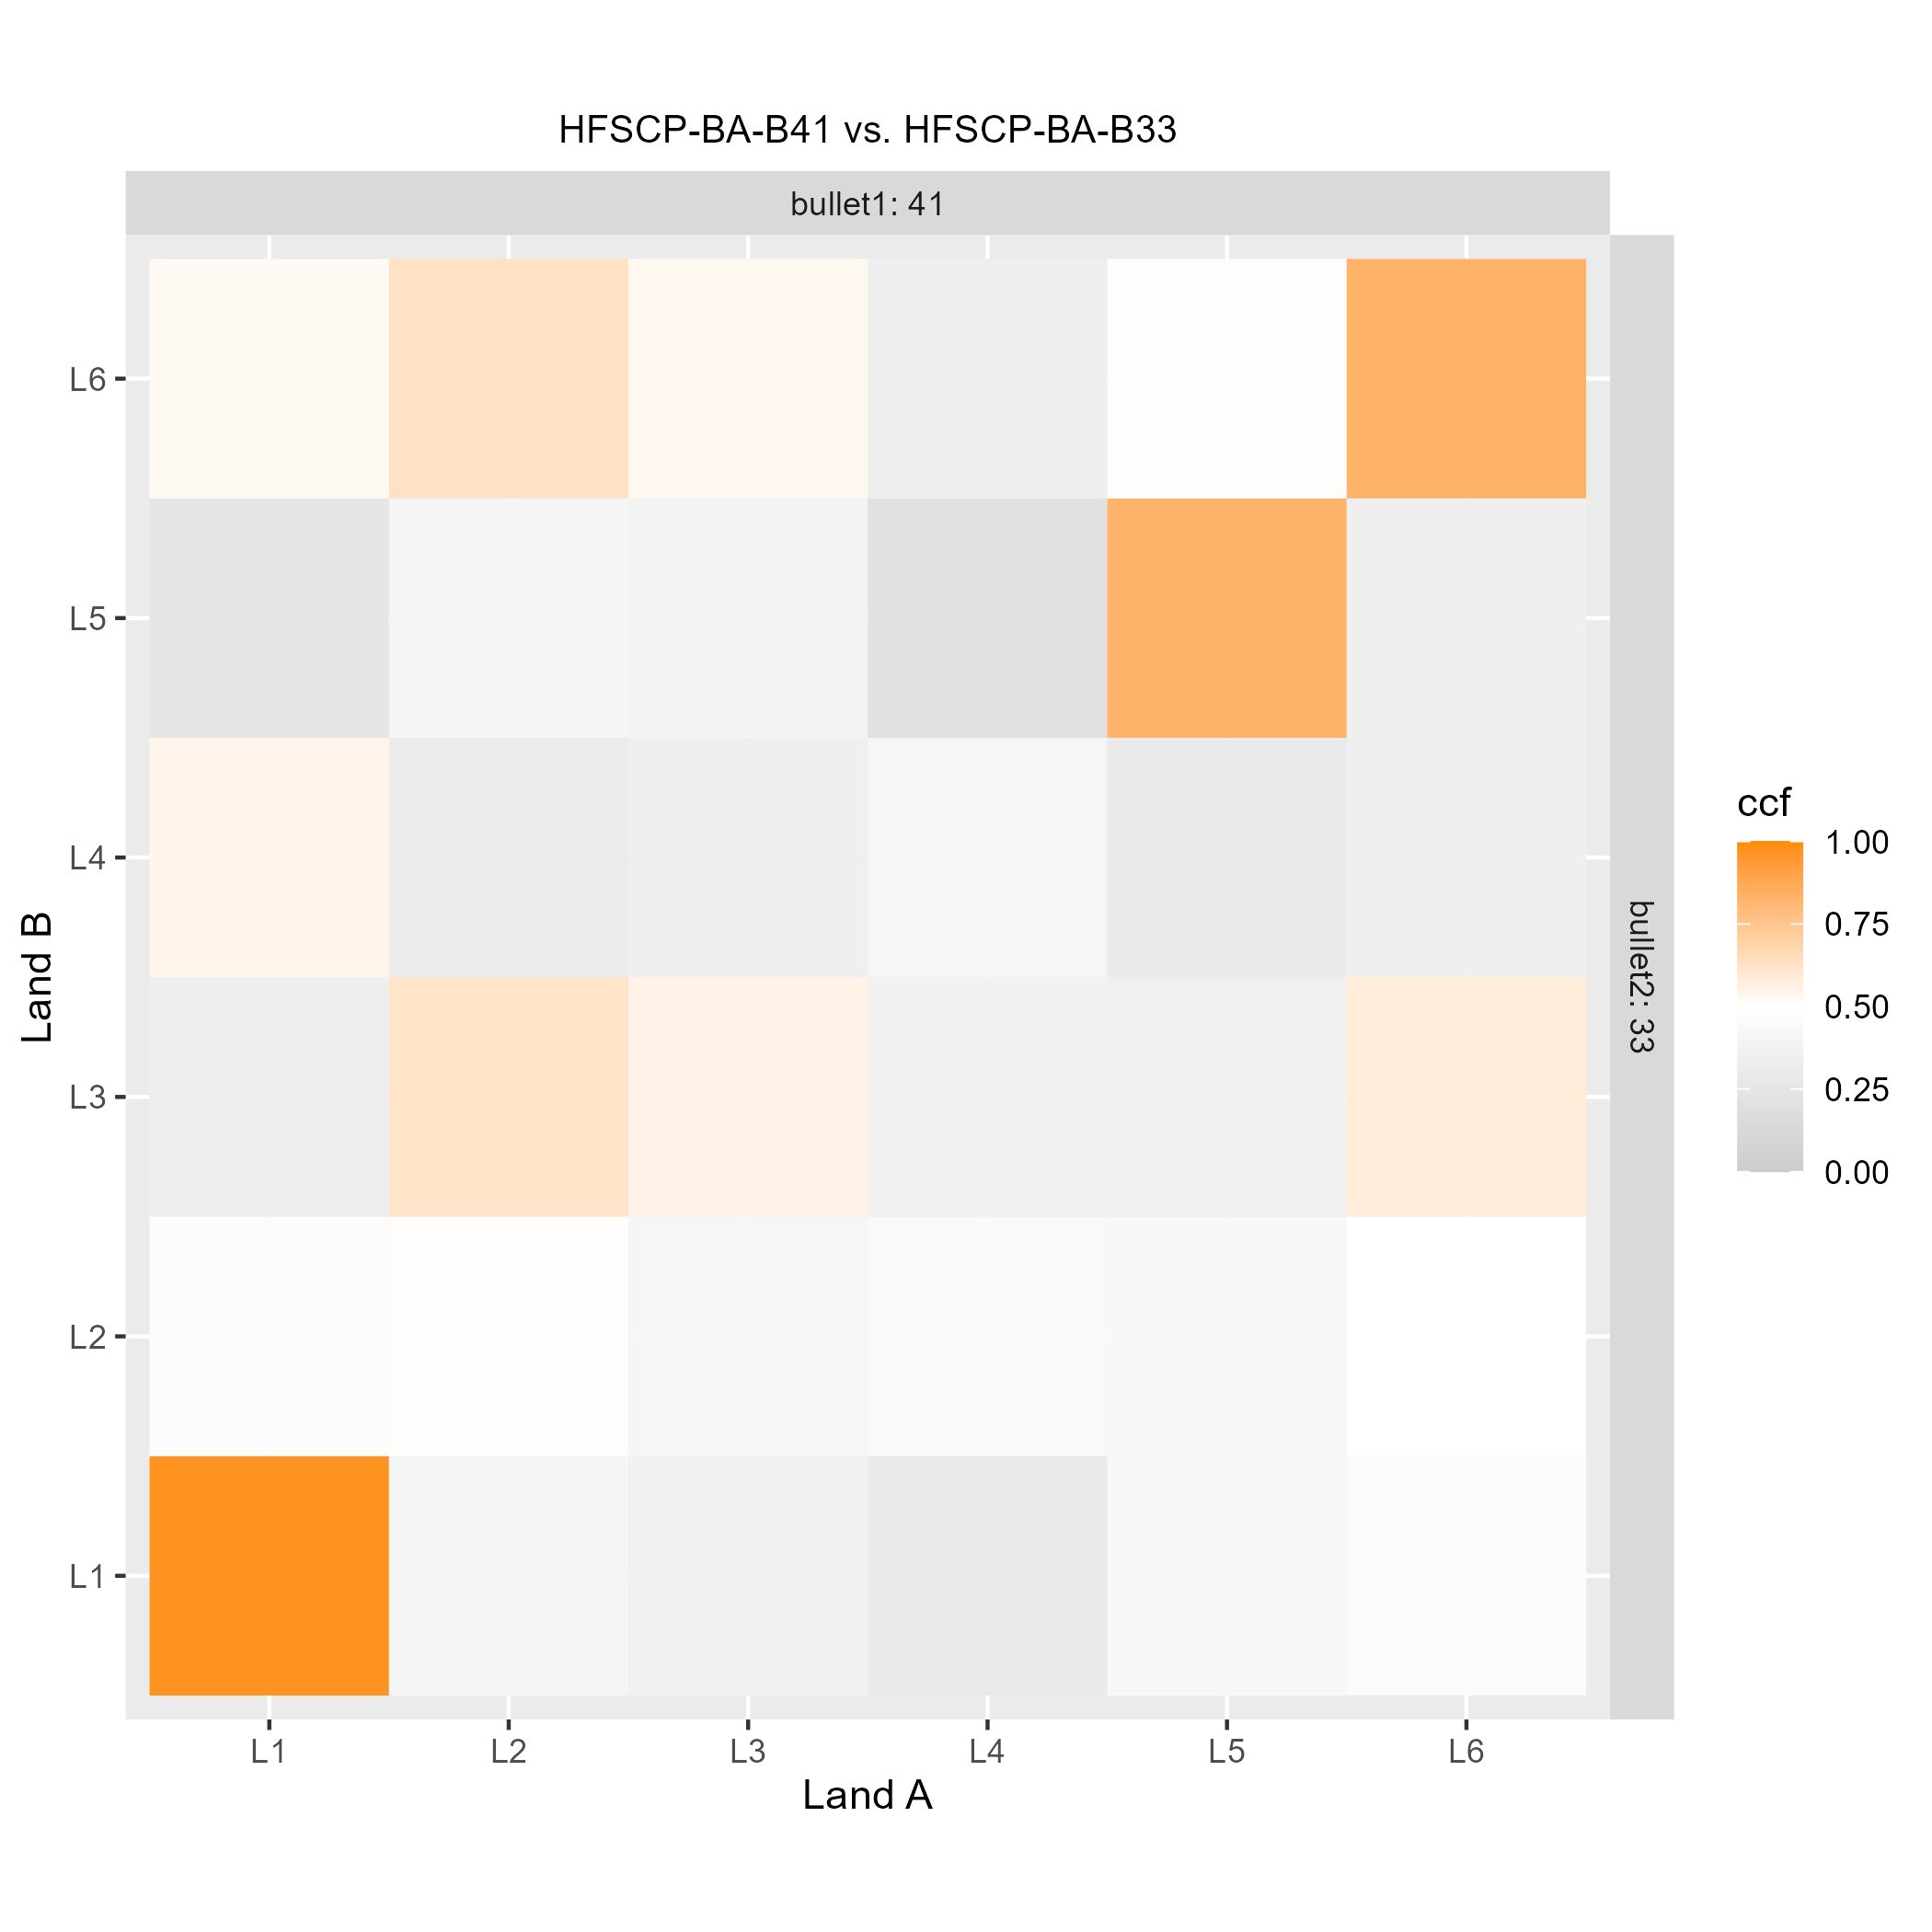 HFSCP-BA-B41 vs. HFSCP-BA-B33
bullet1: 41
L6
L5
L4
L3
L2
L1
Land B
bullet2: 33
L1 L2 L3 L4 L5 L6
Land A
ccf
1.00
0.75
0.50
0.25
0.00